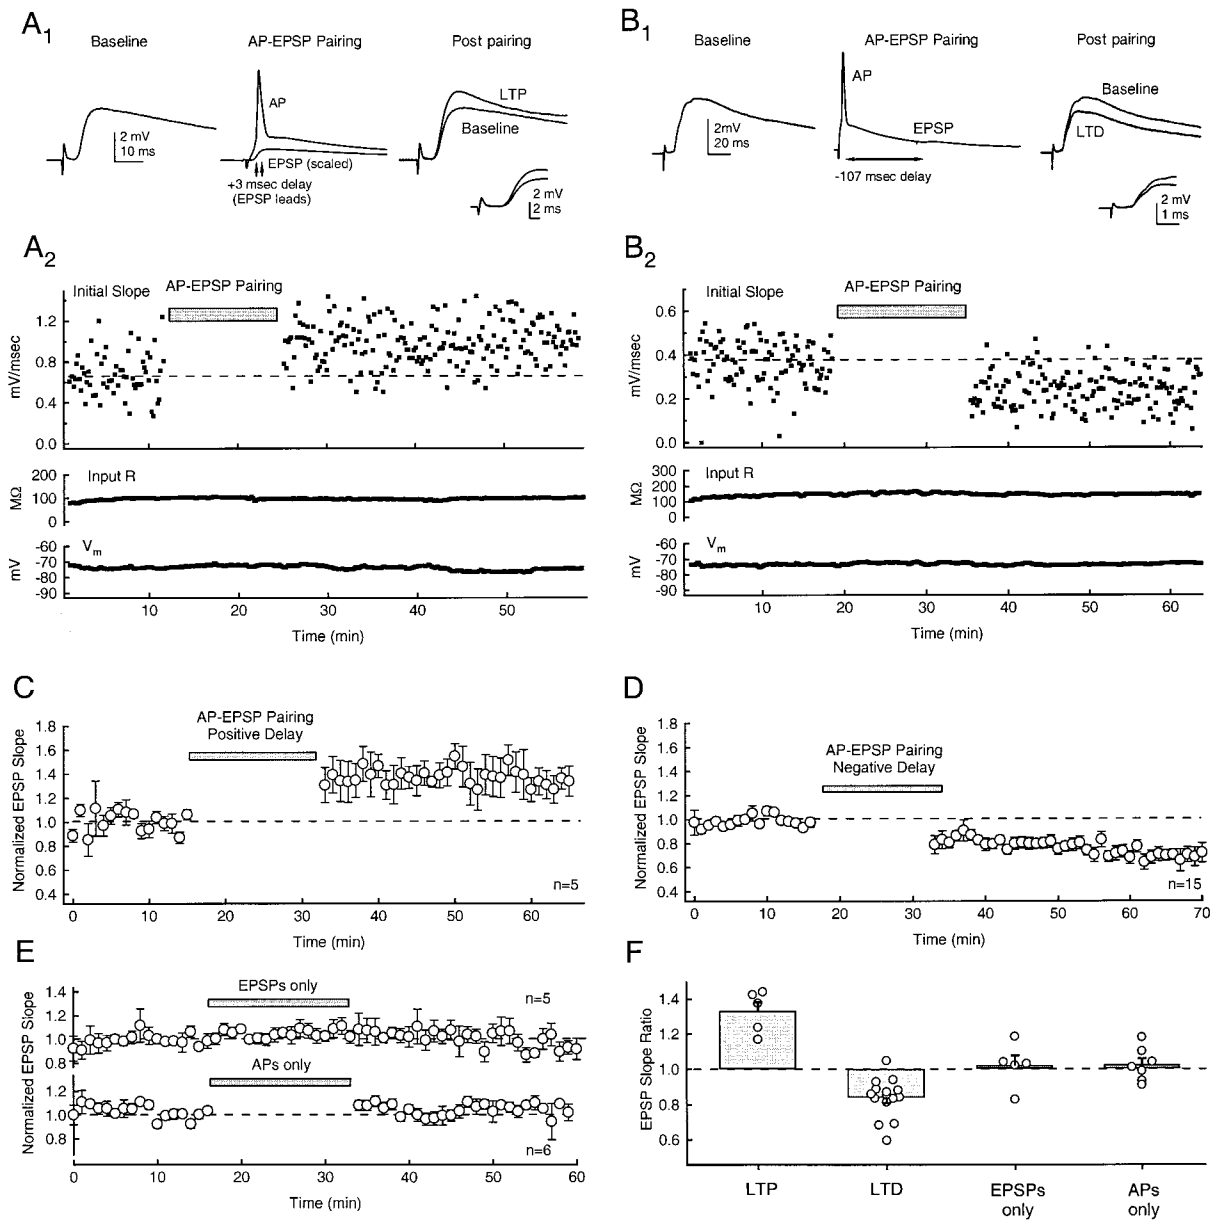 A1
Baseline
AP-EPSP Pairing
Post pairing
AP
LTP
Baseline
2 mV
10 ms
EPSP (scaled)
+3 msec delay
(EPSP leads)
2 mV
2 ms
B1
Baseline
AP-EPSP Pairing
Post pairing
AP
Baseline
2mV
20 ms
EPSP
LTD
-107 msec delay
2 mV
1 ms
A2
Initial Slope
AP-EPSP Pairing
1.2
0.8
0.4
0.0
mV/msec
10
20
30
40
50
Input R
200
100
0
MΩ
Vm
-60
-70
-80
-90
mV
10
20
30
40
50
Time (min)
B2
Initial Slope
AP-EPSP Pairing
0.6
0.4
0.2
0.0
mV/msec
Input R
300
200
100
0
MΩ
Vm
-60
-70
-80
-90
mV
10
20
30
40
50
60
Time (min)
C
AP-EPSP Pairing
Positive Delay
1.8
1.6
1.4
1.2
1.0
0.8
0.6
0.4
Normalized EPSP Slope
n=5
0
10
20
30
40
50
60
Time (min)
D
AP-EPSP Pairing
Negative Delay
1.8
1.6
1.4
1.2
1.0
0.8
0.6
0.4
Normalized EPSP Slope
n=15
0
10
20
30
40
50
60
70
Time (min)
E
EPSPs only
n=5
1.4
1.2
1.0
0.8
APs only
1.2
1.0
0.8
n=6
Normalized EPSP Slope
0
10
20
30
40
50
60
Time (min)
F
1.4
1.2
1.0
0.8
0.6
EPSP Slope Ratio
LTP
LTD
EPSPs
only
APs
only